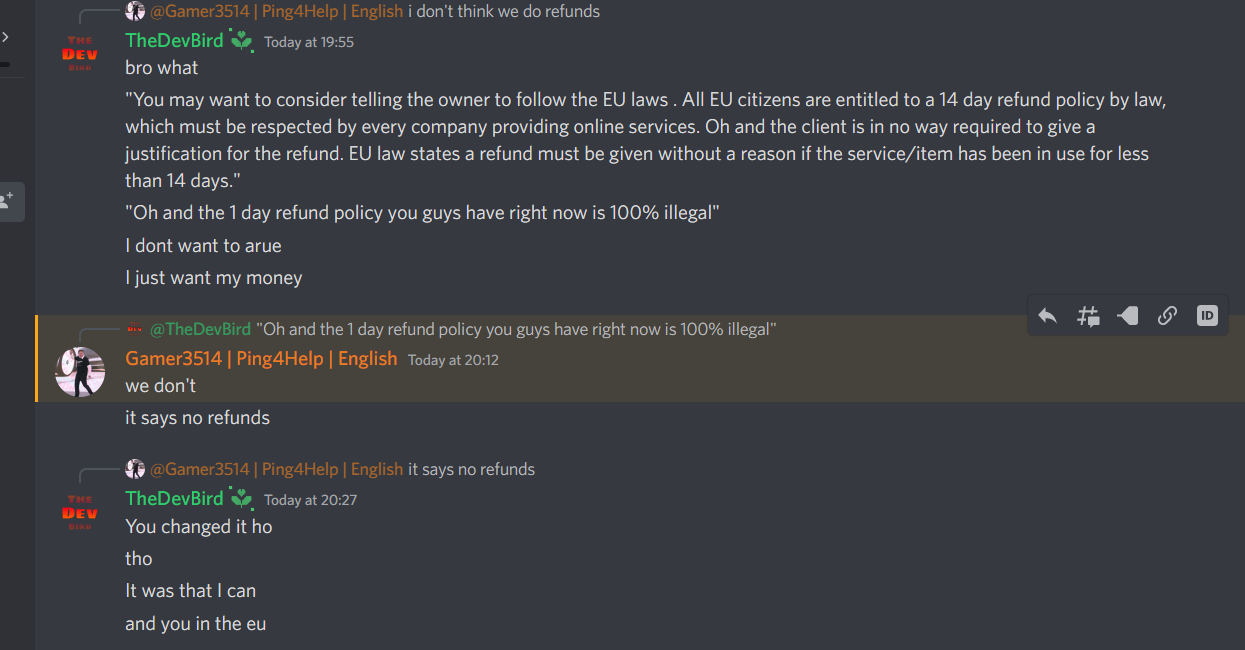 @Gamer3514 | Ping4Help | English i don't think we do refunds
THE
DEV
BIRD
TheDevBird Today at 19:55
bro what
"You may want to consider telling the owner to follow the EU laws . All EU citizens are entitled to a 14 day refund policy by law,
which must be respected by every company providing online services. Oh and the client is in no way required to give a
justification for the refund. EU law states a refund must be given without a reason if the service/item has been in use for less
than 14 days."
"Oh and the 1 day refund policy you guys have right now is 100% illegal"
I dont want to arue
I just want my money
ID
@TheDevBird "Oh and the 1 day refund policy you guys have right now is 100% illegal"
Gamer3514 | Ping4Help | English Today at 20:12
we don't
it says no refunds
@Gamer3514 | Ping4Help | English it says no refunds
THE
DEV
BIRD
TheDevBird Today at 20:27
You changed it ho
tho
It was that I can
and you in the eu